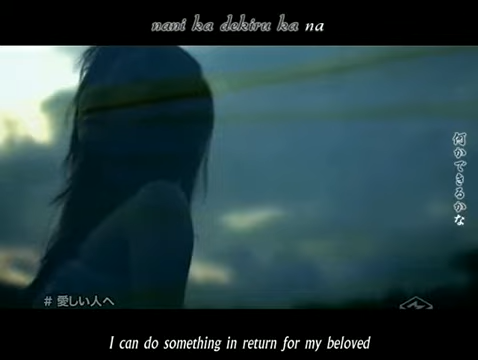 nani ka dekiru ka na
何かできるかな
# 愛しい人へ
I can do something in return for my beloved